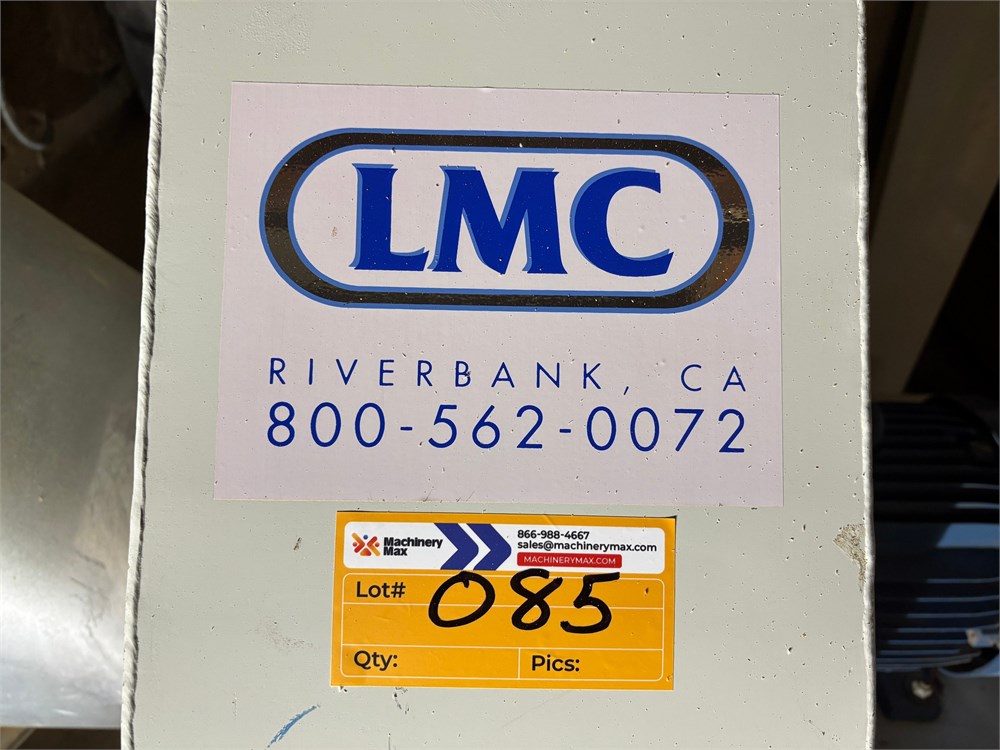 LMC
RIVERBANK, CA
800-562-0072
Machinery
Max
866-988-4667
sales@machinerymax.com
MACHINERYMAX.COM
Lot# 085
Qty:
Pics: